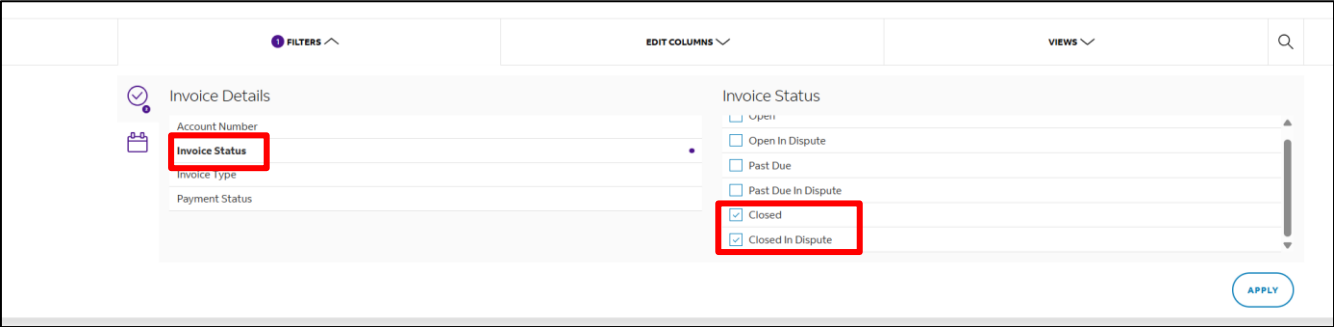 1 FILTERS
EDIT COLUMNS
VIEWS
Invoice Details
Account Number
Invoice Status
Invoice Type
Payment Status
Invoice Status
Open
Open In Dispute
Past Due
Past Due In Dispute
Closed
Closed In Dispute
APPLY